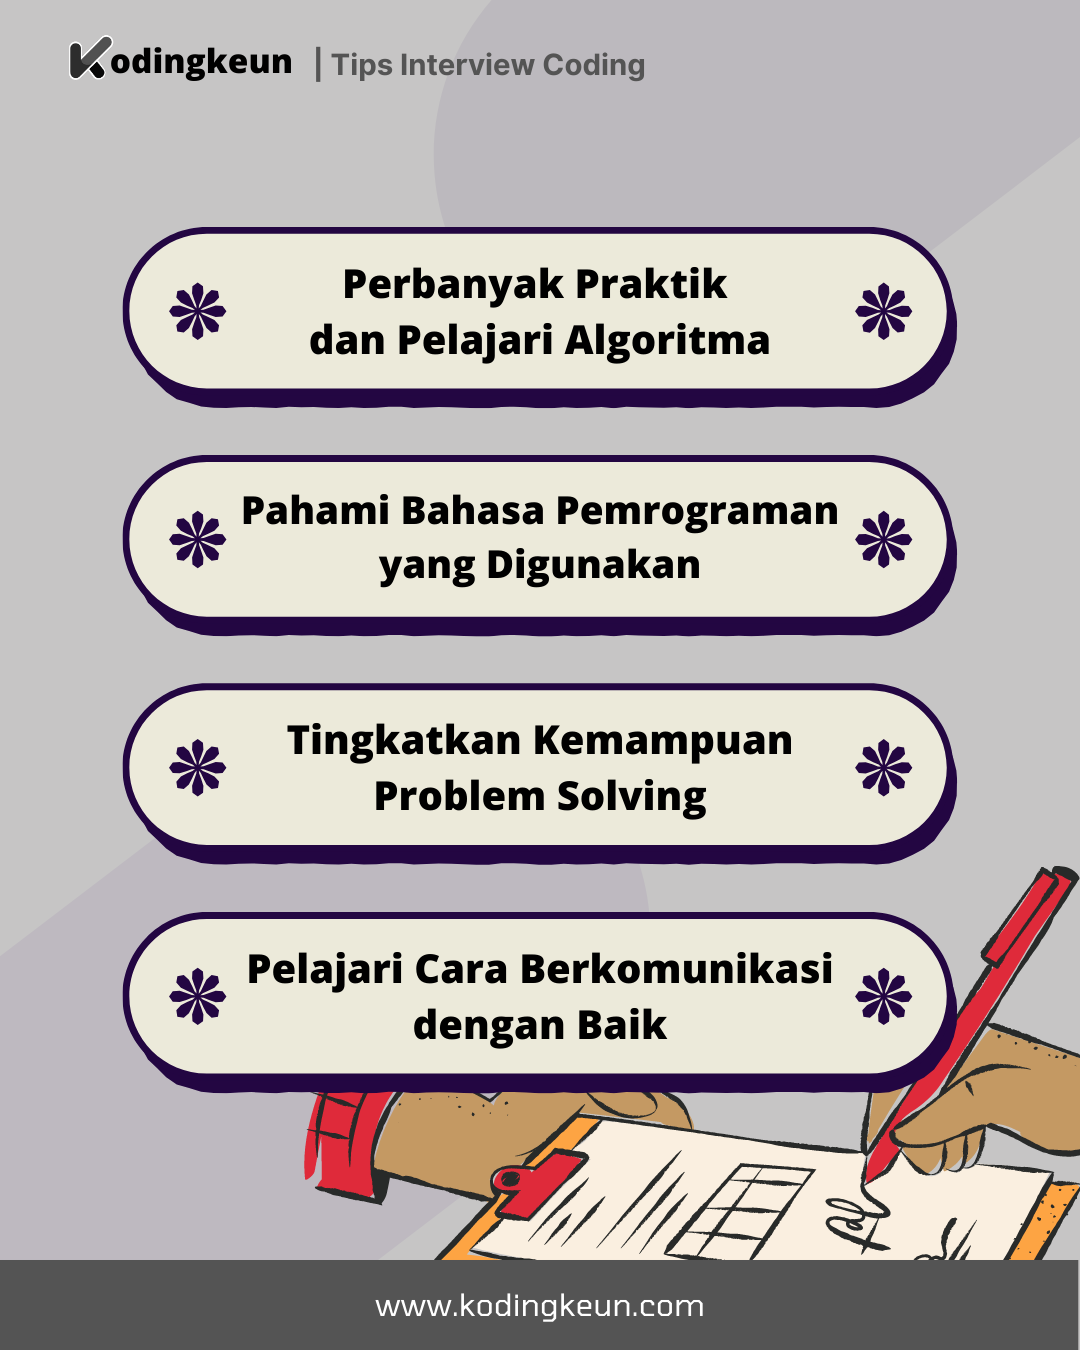 Kodingkeun | Tips Interview Coding
Perbanyak Praktik
dan Pelajari Algoritma
Pahami Bahasa Pemrograman
yang Digunakan
Tingkatkan Kemampuan
Problem Solving
Pelajari Cara Berkomunikasi
dengan Baik
www.kodingkeun.com